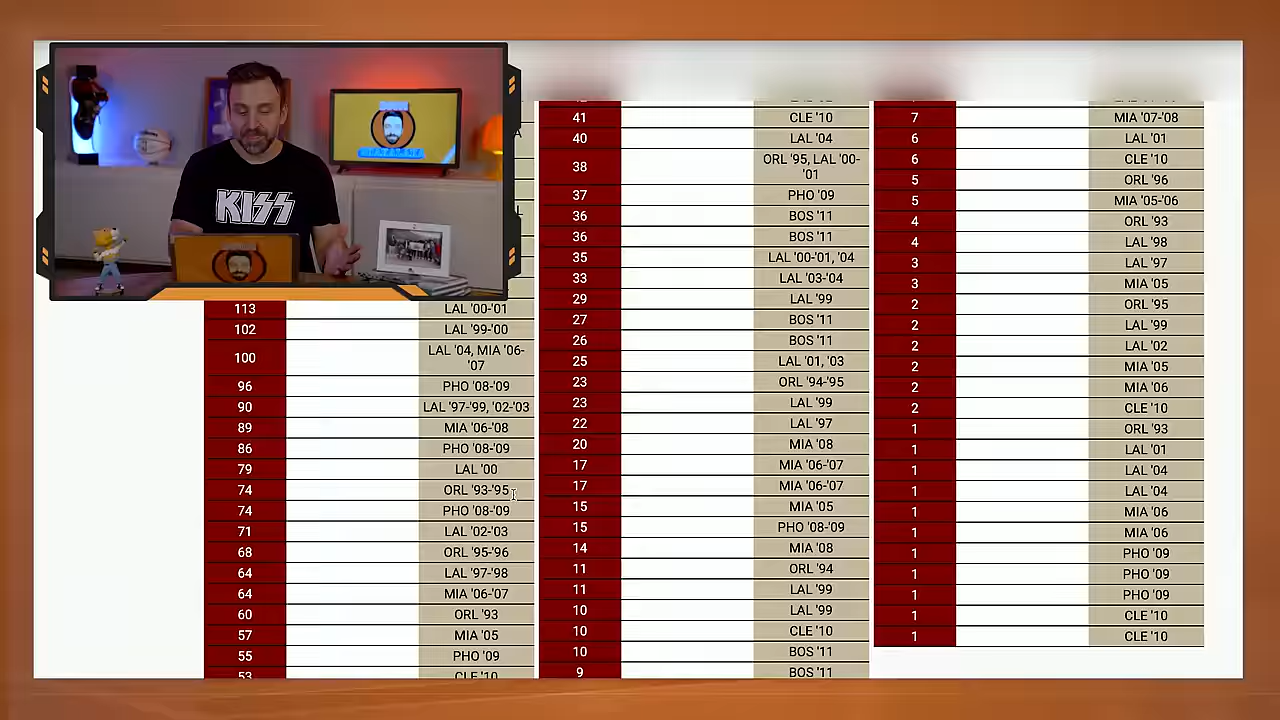 KISS
113 LAL '00-'01
102 LAL '99-'00
100 LAL '04, MIA '06-
'07
96 PHO '08-'09
90 LAL '97-'99, '02-'03
89 MIA '06-'08
86 PHO '08-'09
79 LAL '00
74 ORL '93-'95
74 PHO '08-'09
71 LAL '02-'03
68 ORL '95-'96
64 LAL '97-'98
64 MIA '06-'07
60 ORL '93
57 MIA '05
55 PHO '09
53 CLE '10
41 CLE '10
40 LAL '04
38 ORL '95, LAL '00-
'01
37 PHO '09
36 BOS '11
36 BOS '11
35 LAL '00-'01, '04
33 LAL '03-'04
29 LAL '99
27 BOS '11
26 BOS '11
25 LAL '01, '03
23 ORL '94-'95
23 LAL '99
22 LAL '97
20 MIA '08
17 MIA '06-'07
17 MIA '06-'07
15 MIA '05
15 PHO '08-'09
14 MIA '08
11 ORL '94
11 LAL '99
10 LAL '99
10 CLE '10
10 BOS '11
9 BOS '11
7 MIA '07-'08
6 LAL '01
6 CLE '10
5 ORL '96
5 MIA '05-'06
4 ORL '93
4 LAL '98
3 LAL '97
3 MIA '05
2 ORL '95
2 LAL '99
2 LAL '02
2 MIA '05
2 MIA '06
2 CLE '10
1 ORL '93
1 LAL '01
1 LAL '04
1 LAL '04
1 MIA '06
1 MIA '06
1 PHO '09
1 PHO '09
1 PHO '09
1 CLE '10
1 CLE '10